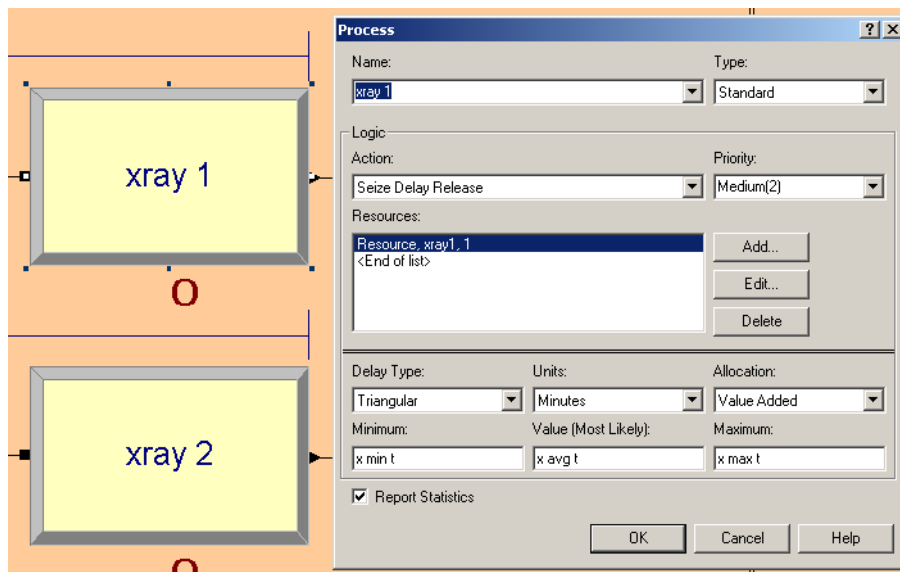 xray 1
0
xray 2
0
Process
Name:
Type:
xray 1
Standard
Logic
Action:
Priority:
Seize Delay Release
Medium(2)
Resources:
Resource, xray1, 1
<End of list>
Add...
Edit...
Delete
Delay Type:
Units:
Allocation:
Triangular
Minutes
Value Added
Minimum:
Value (Most Likely):
Maximum:
x min t
x avg t
x max t
Report Statistics
OK
Cancel
Help